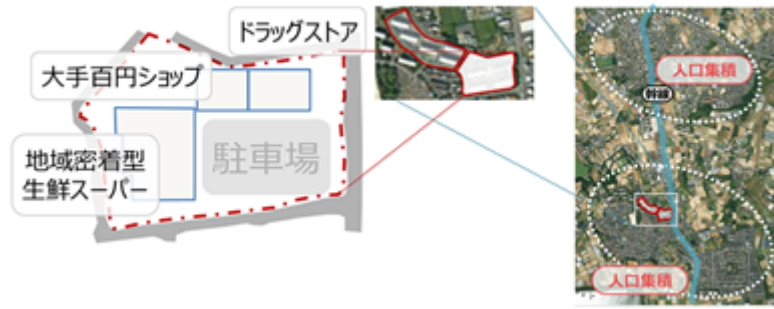 ドラッグストア
大手百円ショップ
地域密着型
生鮮スーパー
駐車場
人口集積
幹線
人口集積